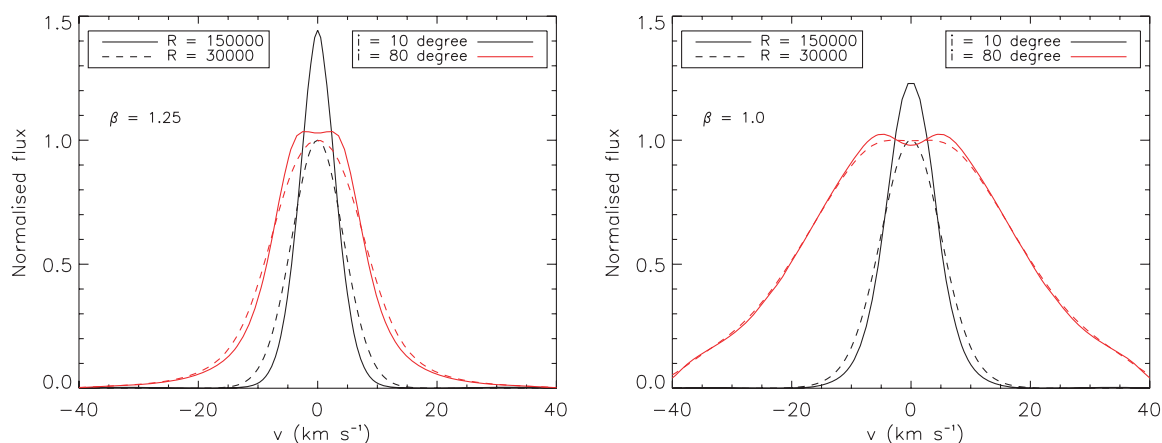 1.5
R = 150000
R = 30000
i = 10 degree
i = 80 degree
β = 1.25
1.0
0.5
0.0
Normalised flux
−40 −20 0 20 40
v (km s⁻¹)
1.5
R = 150000
R = 30000
i = 10 degree
i = 80 degree
β = 1.0
1.0
0.5
0.0
Normalised flux
−40 −20 0 20 40
v (km s⁻¹)